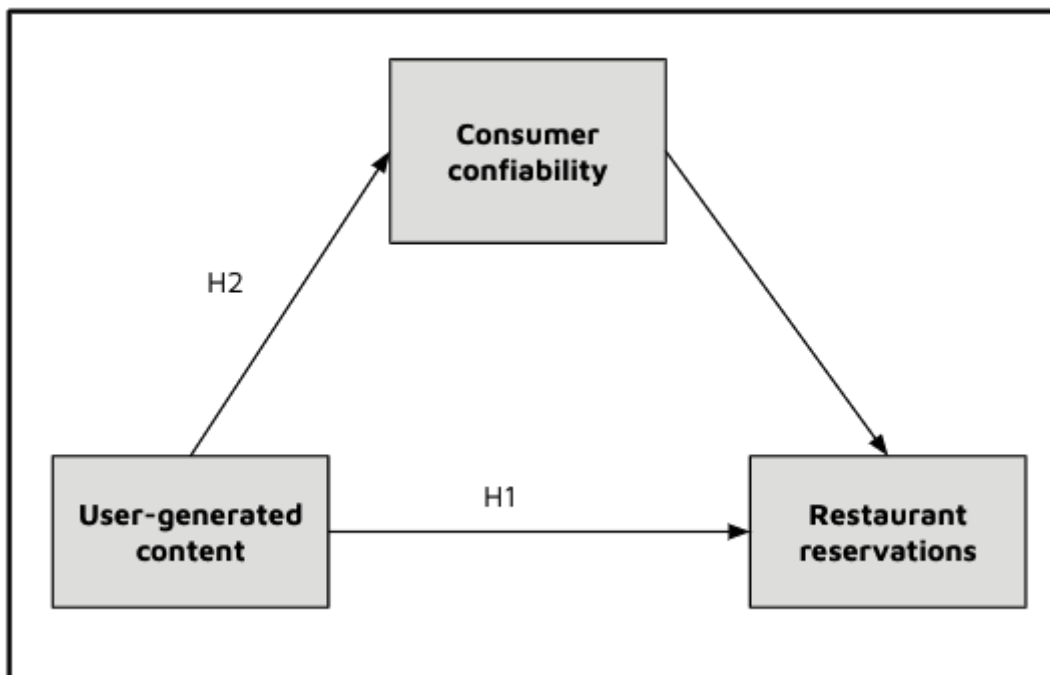 Consumer
confiability
H2
H1
User-generated
content
Restaurant
reservations